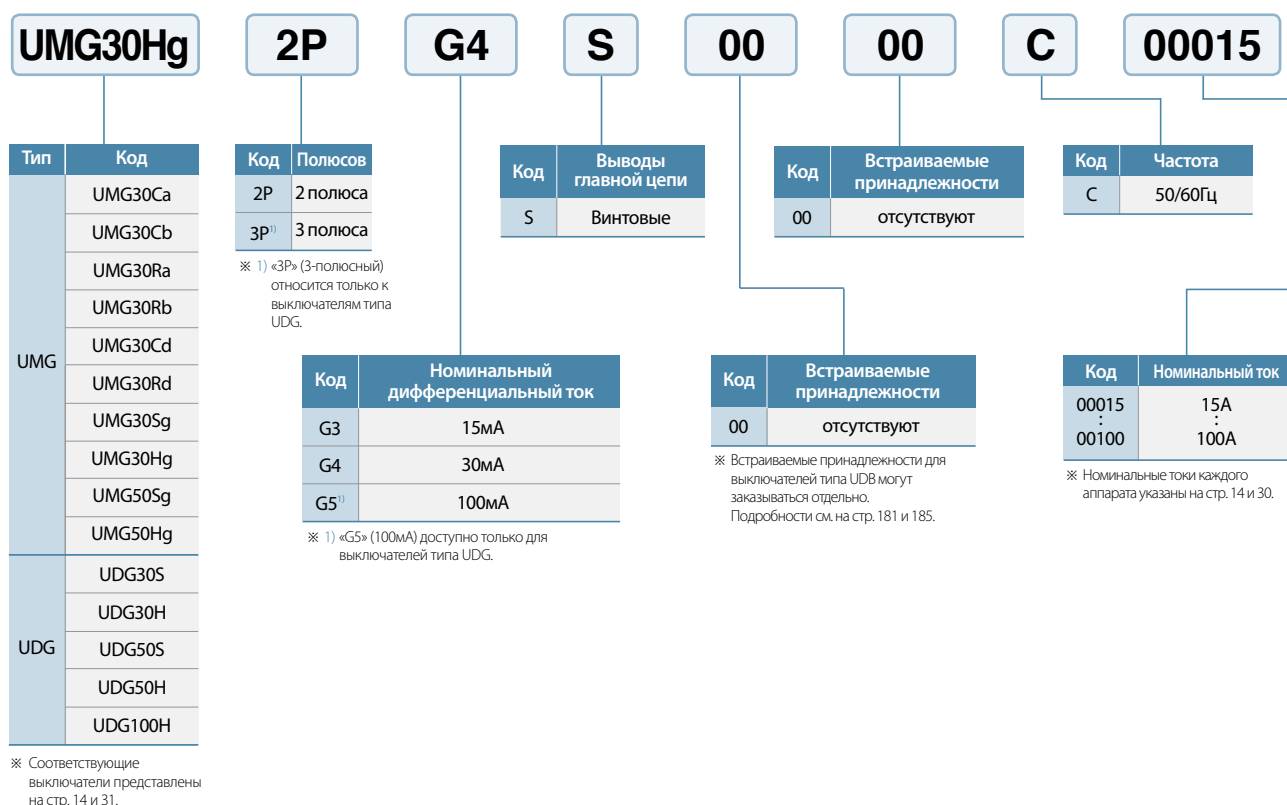 UMG30Hg 2P G4 S 00 00 C 00015
Тип Код
UMG
UMG30Ca
UMG30Cb
UMG30Ra
UMG30Rb
UMG30Cd
UMG30Rd
UMG30Sg
UMG30Hg
UMG50Sg
UMG50Hg
UDG
UDG30S
UDG30H
UDG50S
UDG50H
UDG100H
※ Соответствующие
выключатели представлены
на стр. 14 и 31.
Код Полюсов
2P 2 полюса
3P1) 3 полюса
※ 1) «3P» (3-полюсный)
относится только к
выключателям типа
UDG.
Код Номинальный
дифференциальный ток
G3 15мА
G4 30мА
G51) 100мА
※ 1) «G5» (100мА) доступно только для
выключателей типа UDG.
Код Выводы
главной цепи
S Винтовые
Код Встраиваемые
принадлежности
00 отсутствуют
※ Встраиваемые принадлежности для
выключателей типа UDB могут
заказываться отдельно.
Подробности см. на стр. 181 и 185.
Код Встраиваемые
принадлежности
00 отсутствуют
Код Частота
C 50/60Гц
Код Номинальный ток
00015 15А
: :
00100 100А
※ Номинальные токи каждого
аппарата указаны на стр. 14 и 30.